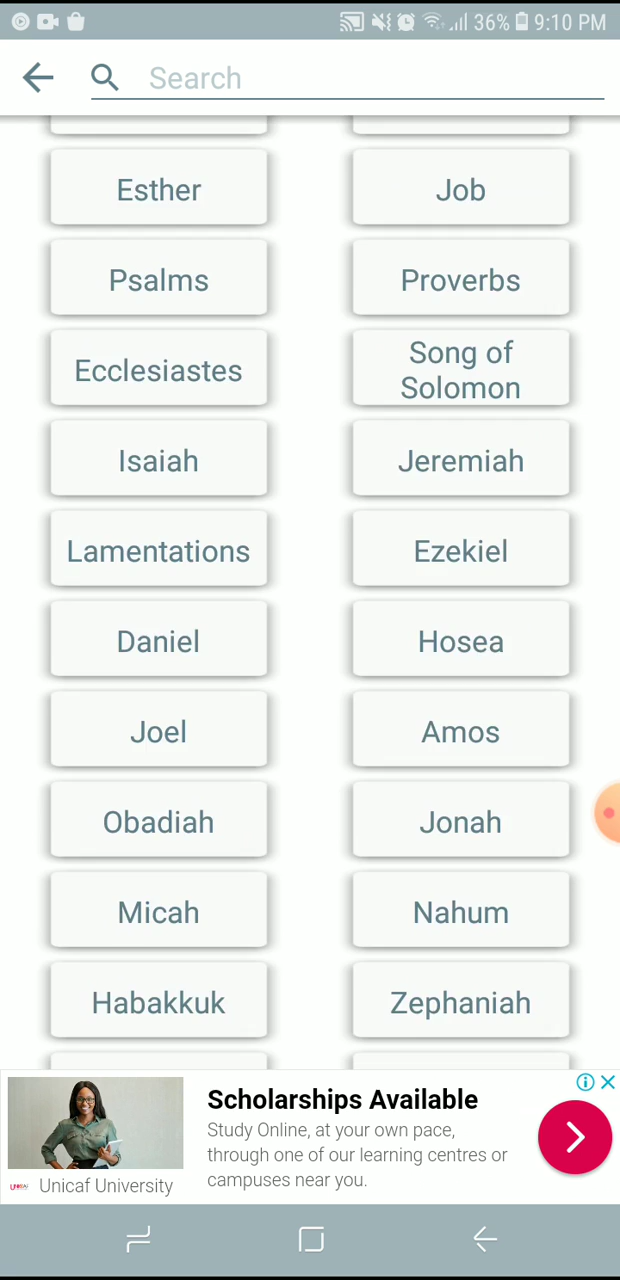 36% 9:10 PM
Search
Esther
Job
Psalms
Proverbs
Ecclesiastes
Song of
Solomon
Isaiah
Jeremiah
Lamentations
Ezekiel
Daniel
Hosea
Joel
Amos
Obadiah
Jonah
Micah
Nahum
Habakkuk
Zephaniah
Scholarships Available
Study Online, at your own pace,
through one of our learning centres or
campuses near you.
Unicaf University